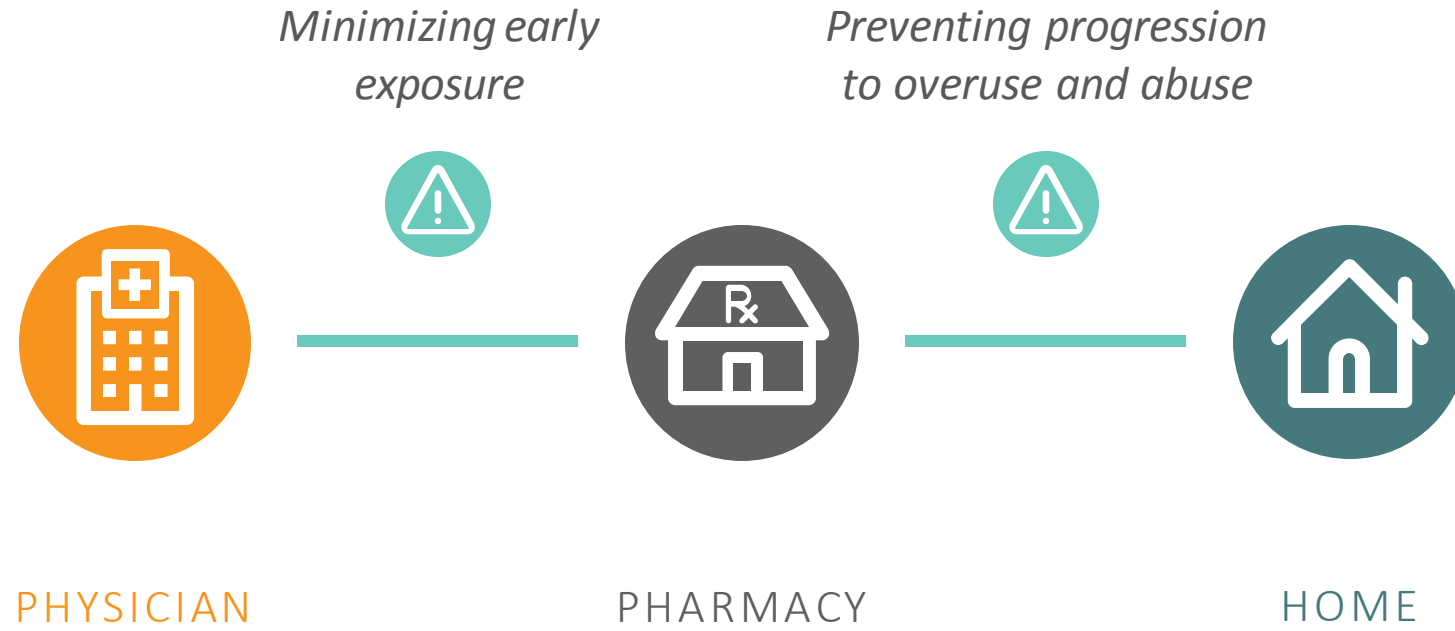 Minimizing early
exposure
Preventing progression
to overuse and abuse
Rx
PHYSICIAN
PHARMACY
HOME